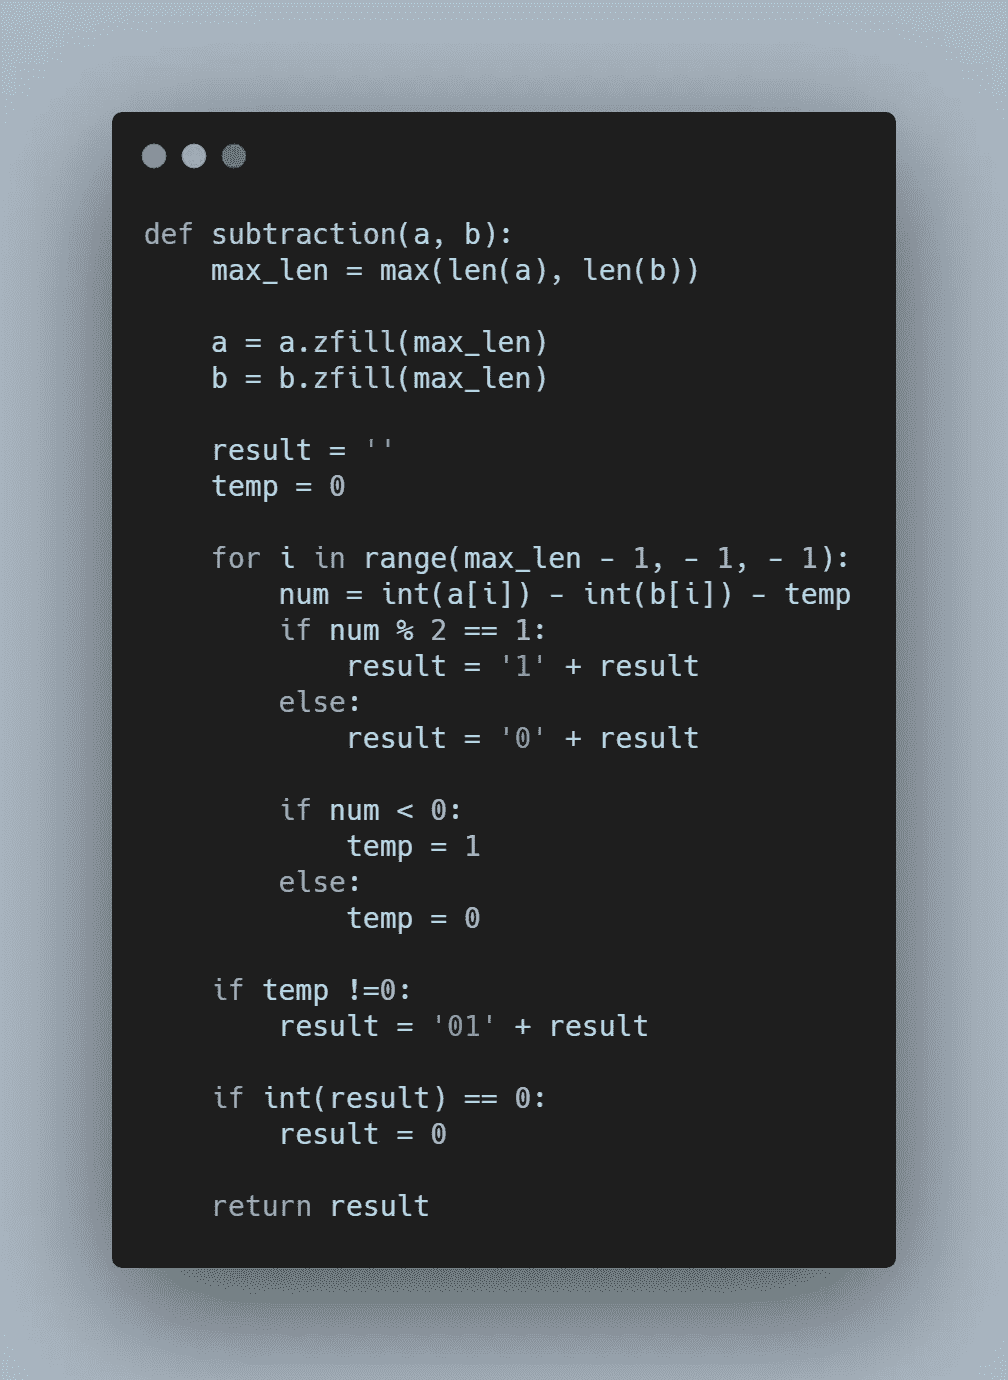 def subtraction(a, b):
    max_len = max(len(a), len(b))

    a = a.zfill(max_len)
    b = b.zfill(max_len)

    result = ''
    temp = 0

    for i in range(max_len - 1, - 1, - 1):
        num = int(a[i]) - int(b[i]) - temp
        if num % 2 == 1:
            result = '1' + result
        else:
            result = '0' + result

        if num < 0:
            temp = 1
        else:
            temp = 0

    if temp !=0:
        result = '01' + result

    if int(result) == 0:
        result = 0

    return result